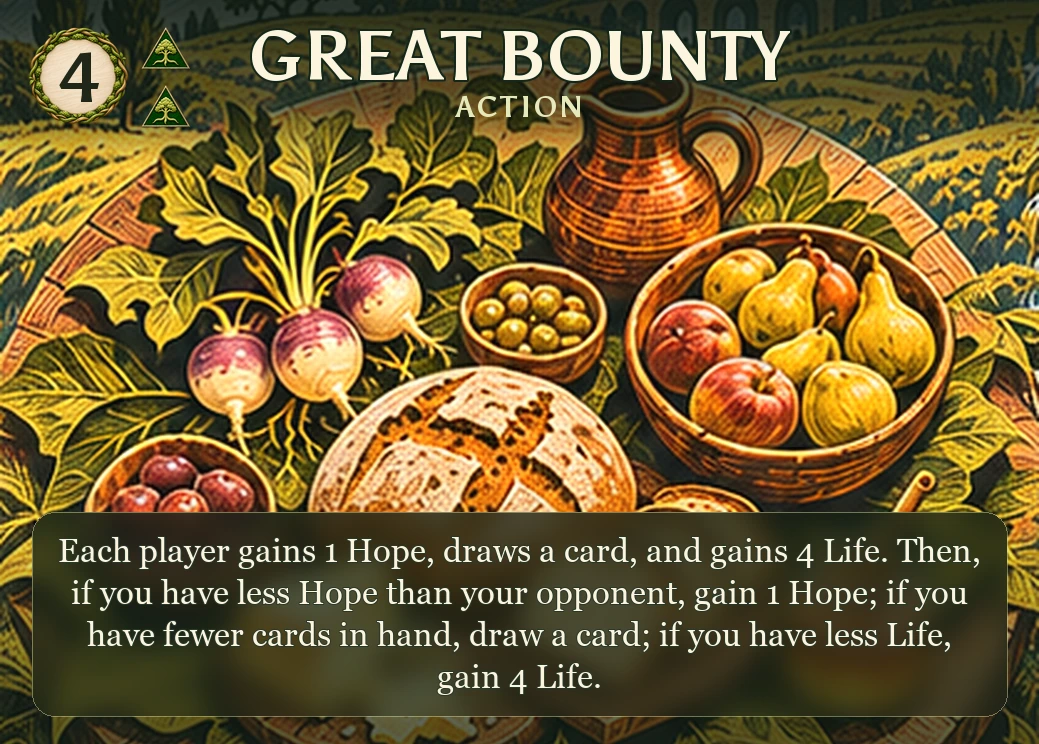 4
GREAT BOUNTY
ACTION
Each player gains 1 Hope, draws a card, and gains 4 Life. Then,
if you have less Hope than your opponent, gain 1 Hope; if you
have fewer cards in hand, draw a card; if you have less Life,
gain 4 Life.